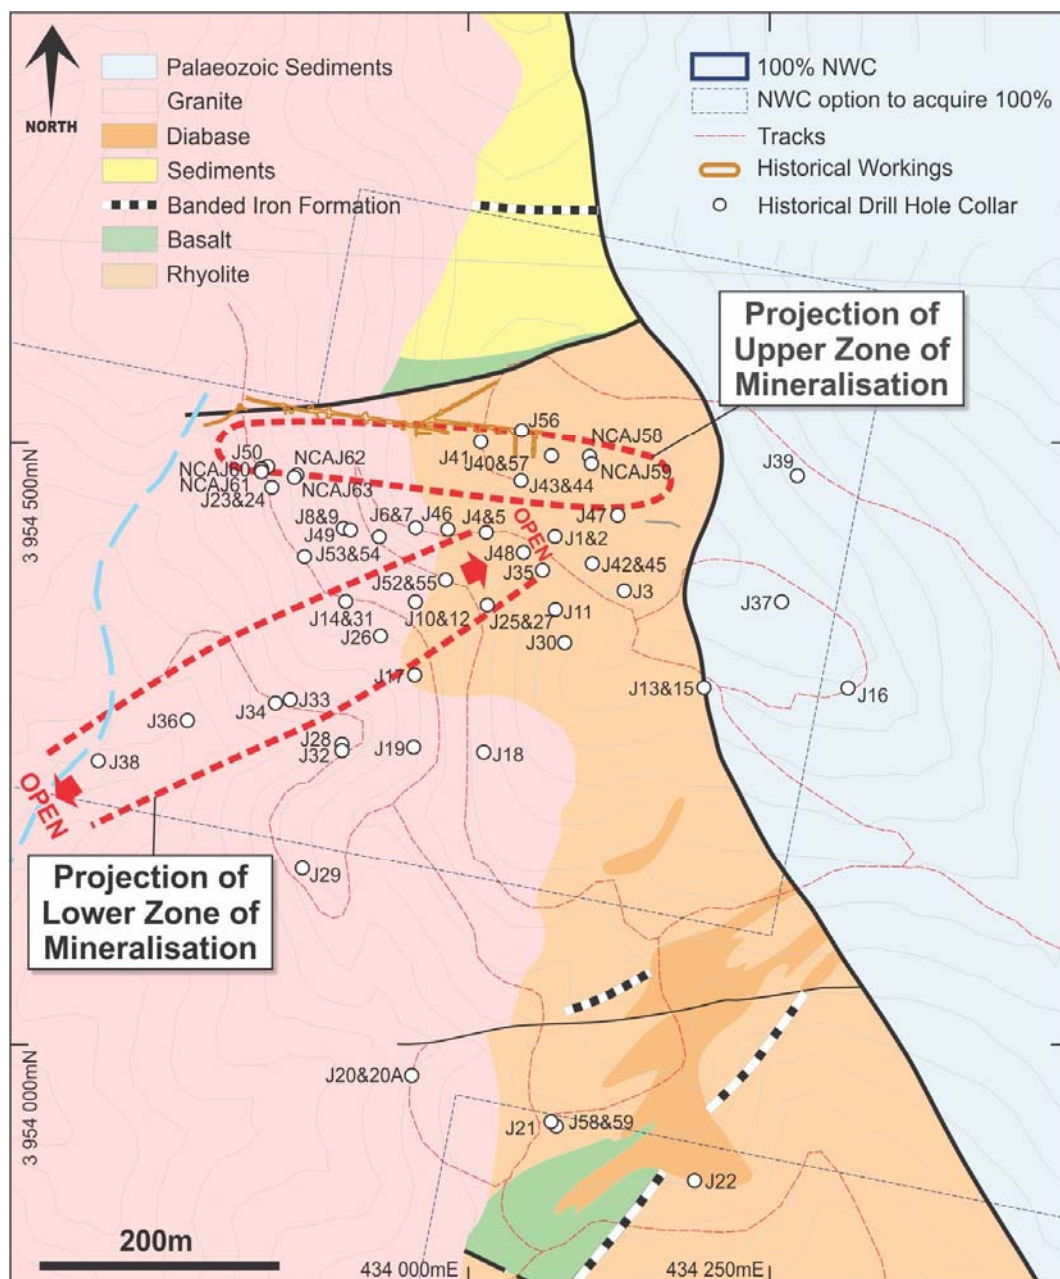 NORTH
Palaeozoic Sediments
Granite
Diabase
Sediments
Banded Iron Formation
Basalt
Rhyolite
100% NWC
NWC option to acquire 100%
Tracks
Historical Workings
Historical Drill Hole Collar
Projection of
Upper Zone of
Mineralisation
J56
J41
J40&57
NCAJ58
NCAJ59
J43&44
J39
J50
NCAJ60
NCAJ61
J23&24
NCAJ62
NCAJ63
3 954 500mN
J8&9
J49
J6&7
J46
J4&5
OPEN
J47
J1&2
J53&54
J48
J35
J42&45
J52&55
J3
J37
J14&31
J10&12
J25&27
J11
J26
J30
J17
J13&15
J16
J34
J33
J36
J28
J32
J19
J18
J38
OPEN
J29
Projection of
Lower Zone of
Mineralisation
3 954 000mN
J20&20A
J21
J58&59
J22
200m
434 000mE
434 250mE